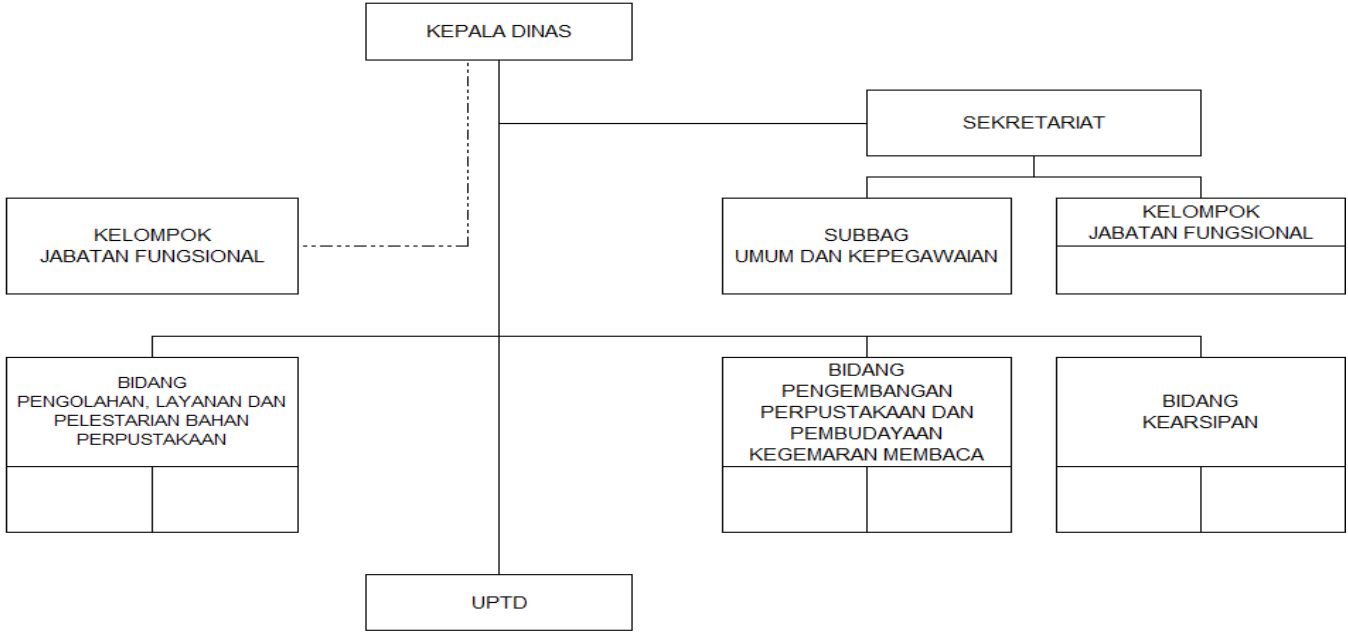 KEPALA DINAS
SEKRETARIAT
KELOMPOK
JABATAN FUNGSIONAL
SUBBAG
UMUM DAN KEPEGAWAIAN
KELOMPOK
JABATAN FUNGSIONAL
BIDANG
PENGOLAHAN, LAYANAN DAN
PELESTARIAN BAHAN
PERPUSTAKAAN
BIDANG
PENGEMBANGAN
PERPUSTAKAAN DAN
PEMBUDAYAAN
KEGEMARAN MEMBACA
BIDANG
KEARSIPAN
UPTD